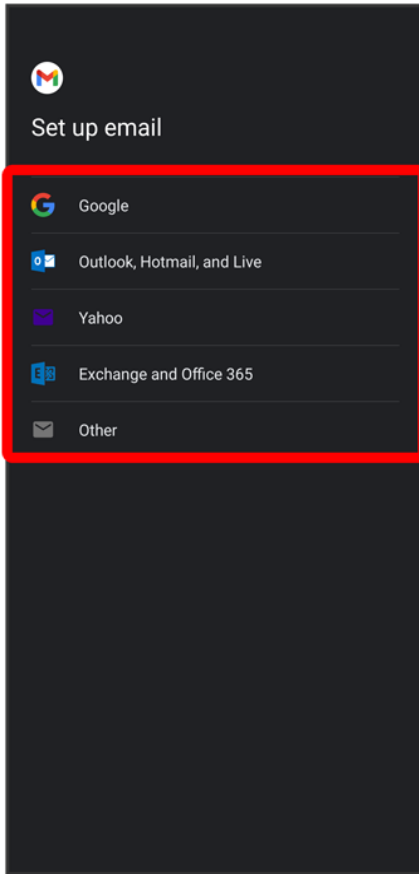 Set up email
Google
Outlook, Hotmail, and Live
Yahoo
Exchange and Office 365
Other